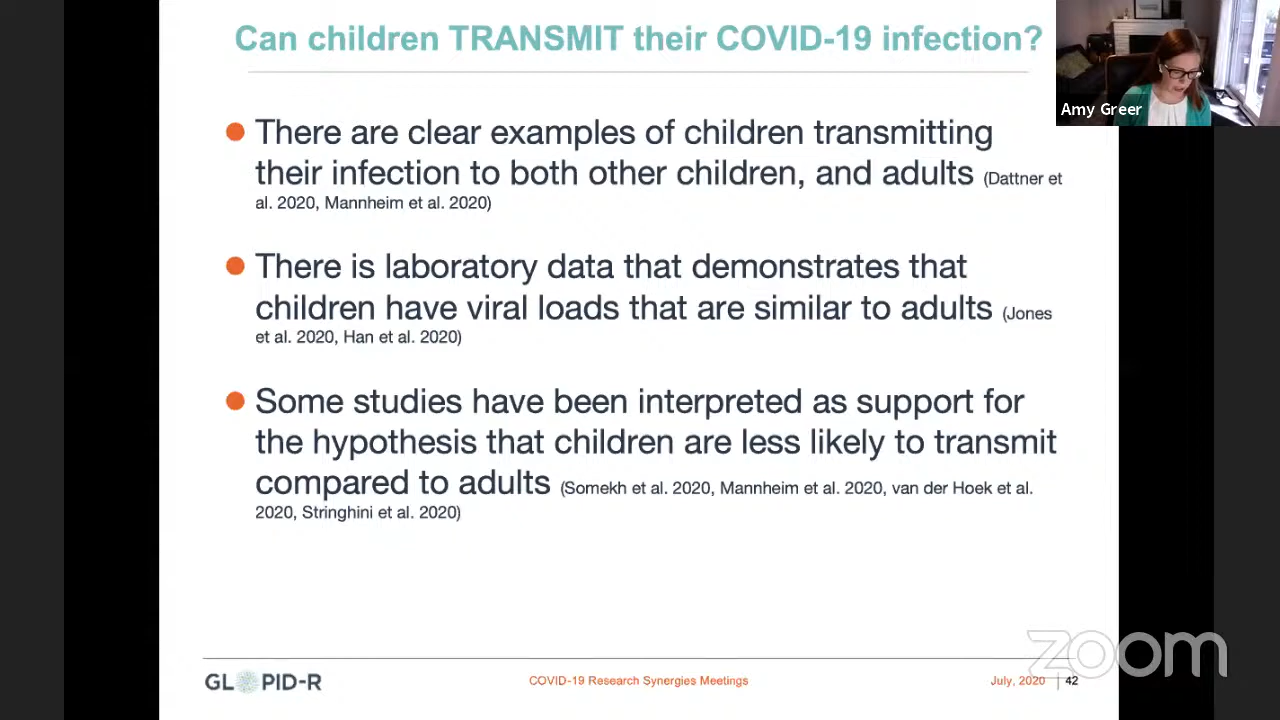 Can children TRANSMIT their COVID-19 infection?
Amy Greer
There are clear examples of children transmitting
their infection to both other children, and adults (Dattner et
al. 2020, Mannheim et al. 2020)
There is laboratory data that demonstrates that
children have viral loads that are similar to adults (Jones
et al. 2020, Han et al. 2020)
Some studies have been interpreted as support for
the hypothesis that children are less likely to transmit
compared to adults (Somekh et al. 2020, Mannheim et al. 2020, van der Hoek et al.
2020, Stringhini et al. 2020)
zoom
GLOPID-R
COVID-19 Research Synergies Meetings
July, 2020 42